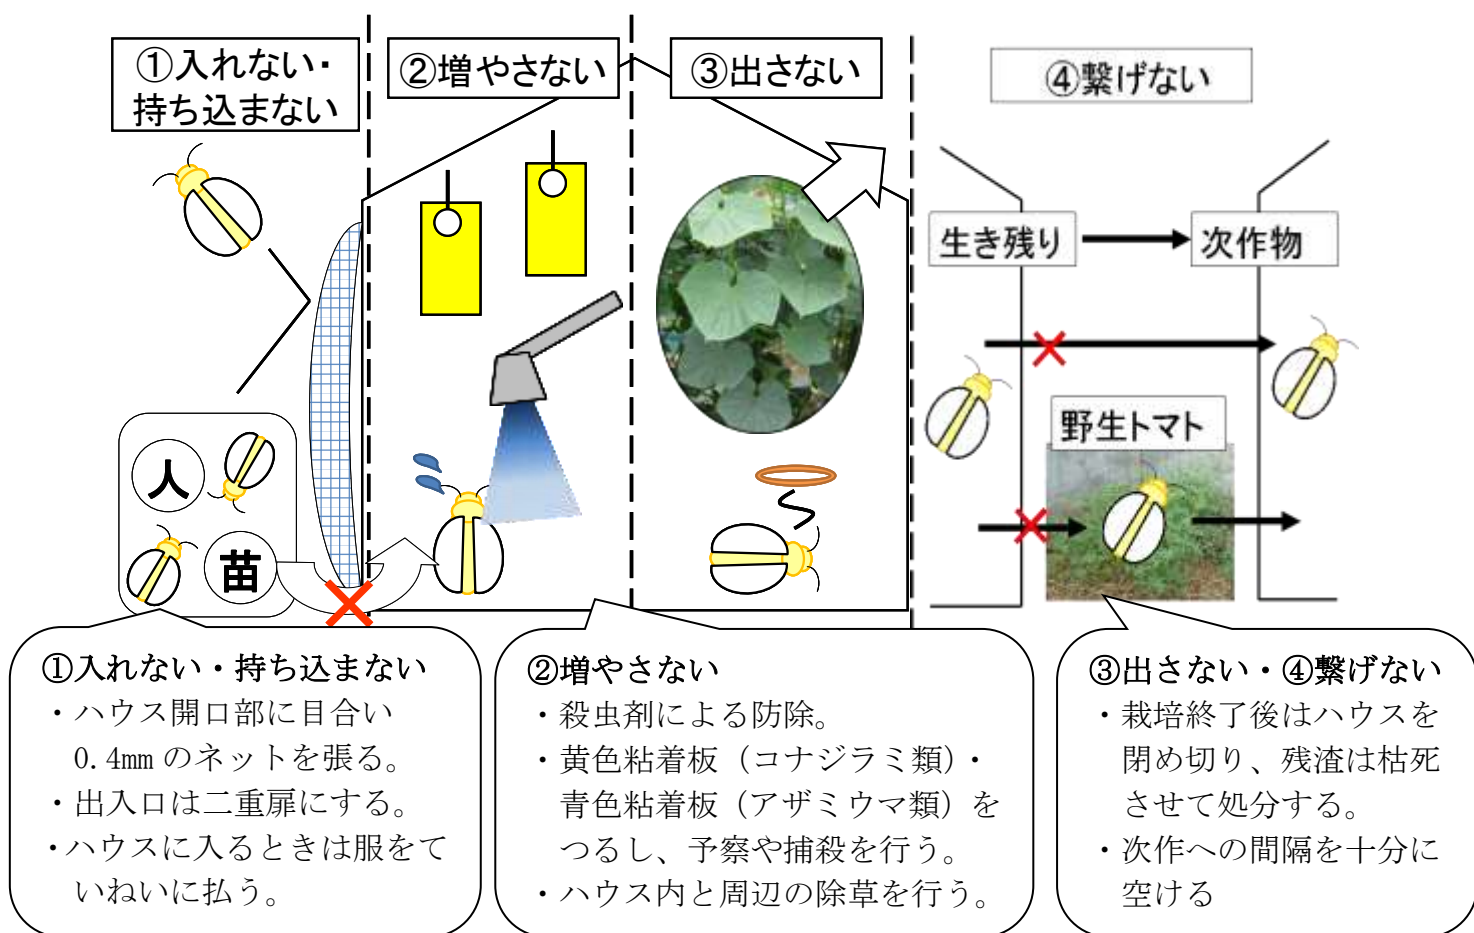 ①入れない・
持ち込まない
②増やさない
③出さない
④繋げない
生き残り
次作物
野生トマト
人
苗
①入れない・持ち込まない
・ハウス開口部に目合い
0.4mmのネットを張る。
・出入口は二重扉にする。
・ハウスに入るときは服をて
いねいに払う。
②増やさない
・殺虫剤による防除。
・黄色粘着板（コナジラミ類）・
青色粘着板（アザミウマ類）を
つるし、予察や捕殺を行う。
・ハウス内と周辺の除草を行う。
③出さない・④繋げない
・栽培終了後はハウスを
閉め切り、残渣は枯死
させて処分する。
・次作への間隔を十分に
空ける